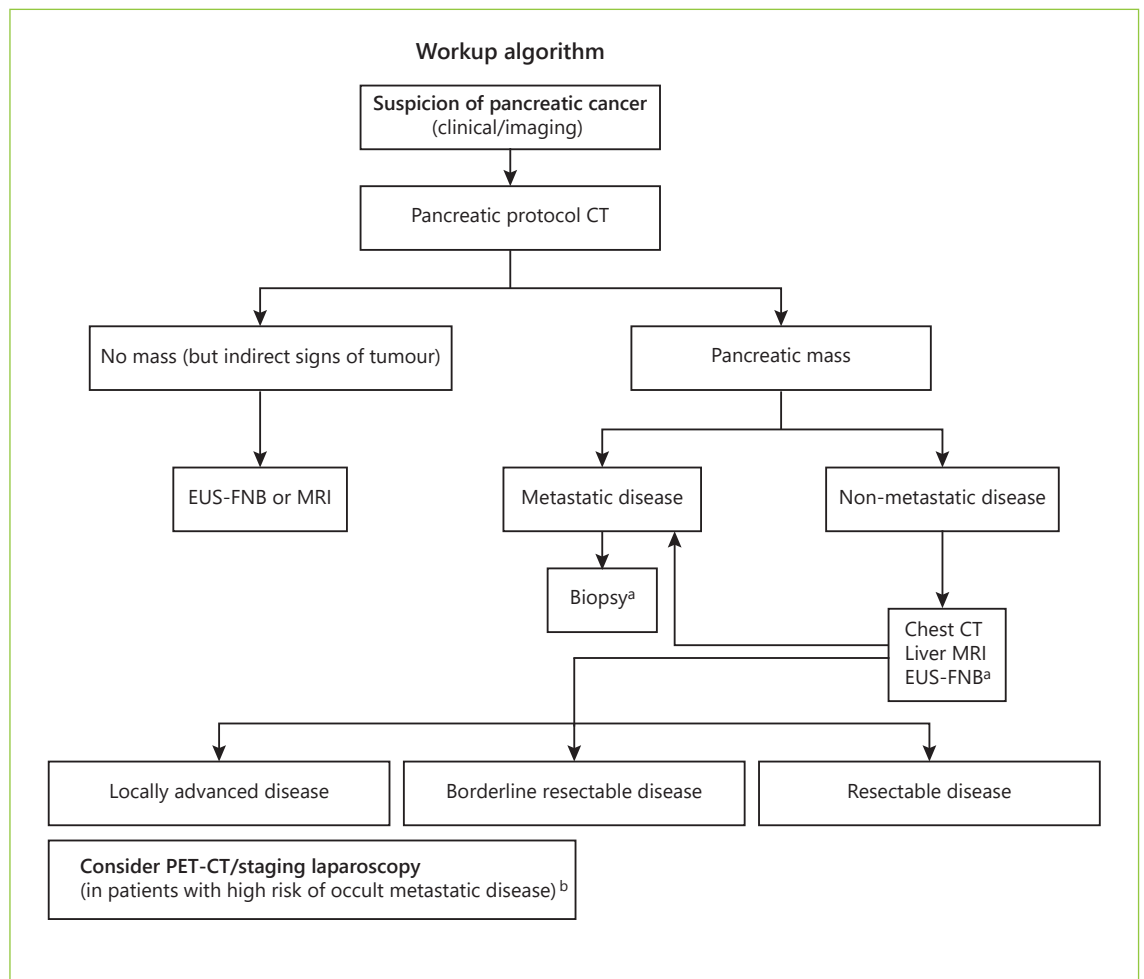 Workup algorithm
Suspicion of pancreatic cancer
(clinical/imaging)
Pancreatic protocol CT
No mass (but indirect signs of tumour)
Pancreatic mass
EUS-FNB or MRI
Metastatic disease
Non-metastatic disease
Biopsyᵃ
Chest CT
Liver MRI
EUS-FNBᵃ
Locally advanced disease
Borderline resectable disease
Resectable disease
Consider PET-CT/staging laparoscopy
(in patients with high risk of occult metastatic disease) ᵇ